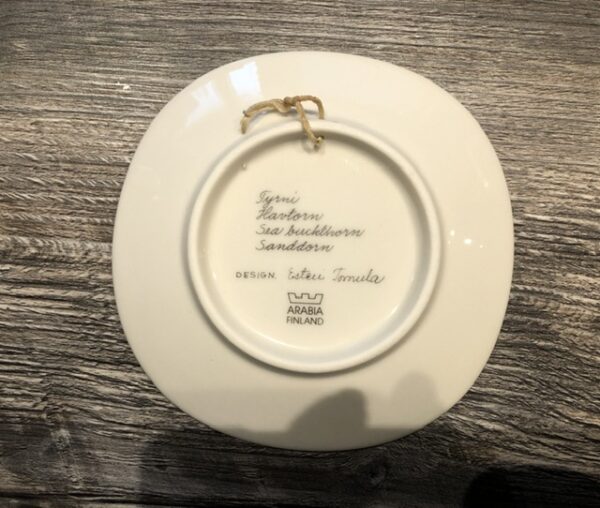 Tyrni
Havtorn
Sea buckthorn
Sanddorn
DESIGN. Esteri Tomula
ARABIA
FINLAND